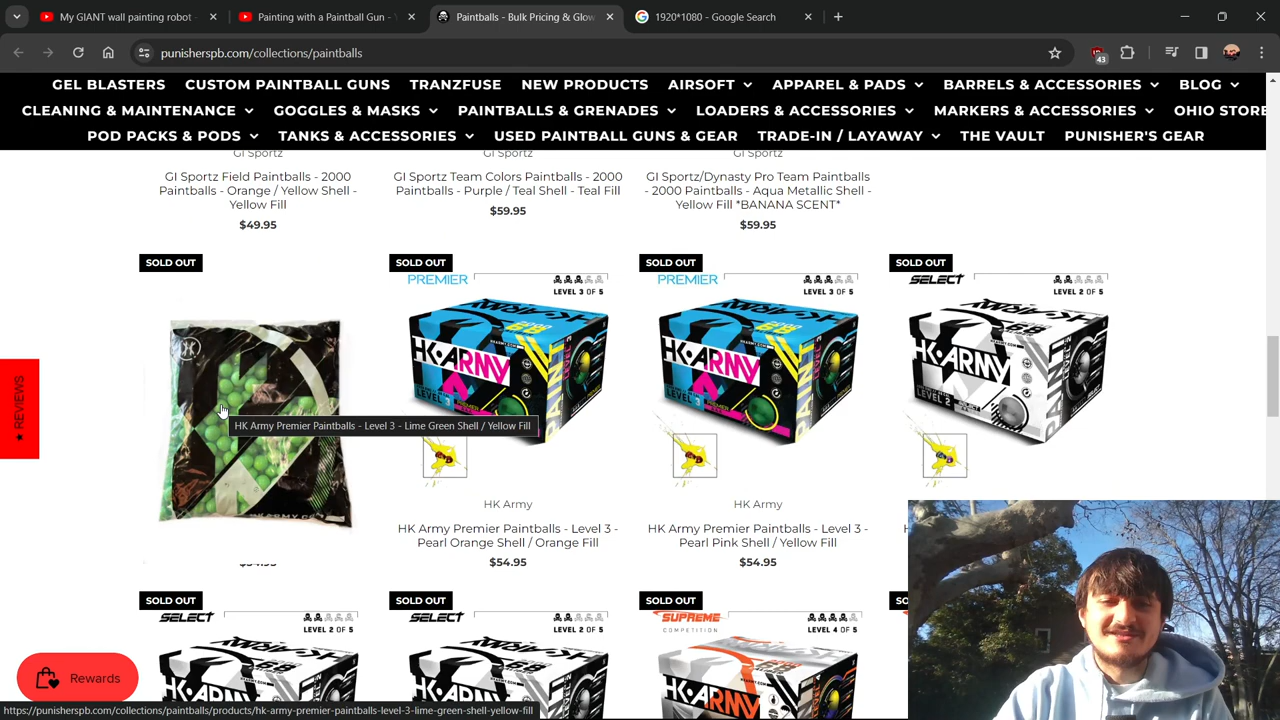 My GIANT wall painting robot -
Painting with a Paintball Gun -
Paintballs - Bulk Pricing & Glow
1920*1080 - Google Search
punisherspb.com/collections/paintballs
43
GEL BLASTERS CUSTOM PAINTBALL GUNS TRANZFUSE NEW PRODUCTS AIRSOFT APPAREL & PADS BARRELS & ACCESSORIES BLOG
CLEANING & MAINTENANCE GOGGLES & MASKS PAINTBALLS & GRENADES LOADERS & ACCESSORIES MARKERS & ACCESSORIES OHIO STORE
POD PACKS & PODS TANKS & ACCESSORIES USED PAINTBALL GUNS & GEAR TRADE-IN / LAYAWAY THE VAULT PUNISHER'S GEAR
GI Sportz
GI Sportz Field Paintballs - 2000
Paintballs - Orange / Yellow Shell -
Yellow Fill
$49.95
GI Sportz
GI Sportz Team Colors Paintballs - 2000
Paintballs - Purple / Teal Shell - Teal Fill
$59.95
GI Sportz
GI Sportz/Dynasty Pro Team Paintballs
- 2000 Paintballs - Aqua Metallic Shell -
Yellow Fill *BANANA SCENT*
$59.95
SOLD OUT
HK Army Premier Paintballs - Level 3 - Lime Green Shell / Yellow Fill
$54.95
SOLD OUT
PREMIER
LEVEL 3 OF 5
HK ARMY
HK Army
HK Army Premier Paintballs - Level 3 -
Pearl Orange Shell / Orange Fill
$54.95
SOLD OUT
PREMIER
LEVEL 3 OF 5
HK ARMY
HK Army
HK Army Premier Paintballs - Level 3 -
Pearl Pink Shell / Yellow Fill
$54.95
SOLD OUT
SELECT
LEVEL 2 OF 5
HK ARMY
SOLD OUT
SELECT
LEVEL 2 OF 5
SOLD OUT
SELECT
LEVEL 2 OF 5
SOLD OUT
SUPREME
COMPETITION
LEVEL 4 OF 5
★ REVIEWS
Rewards
https://punisherspb.com/collections/paintballs/products/hk-army-premier-paintballs-level-3-lime-green-shell-yellow-fill